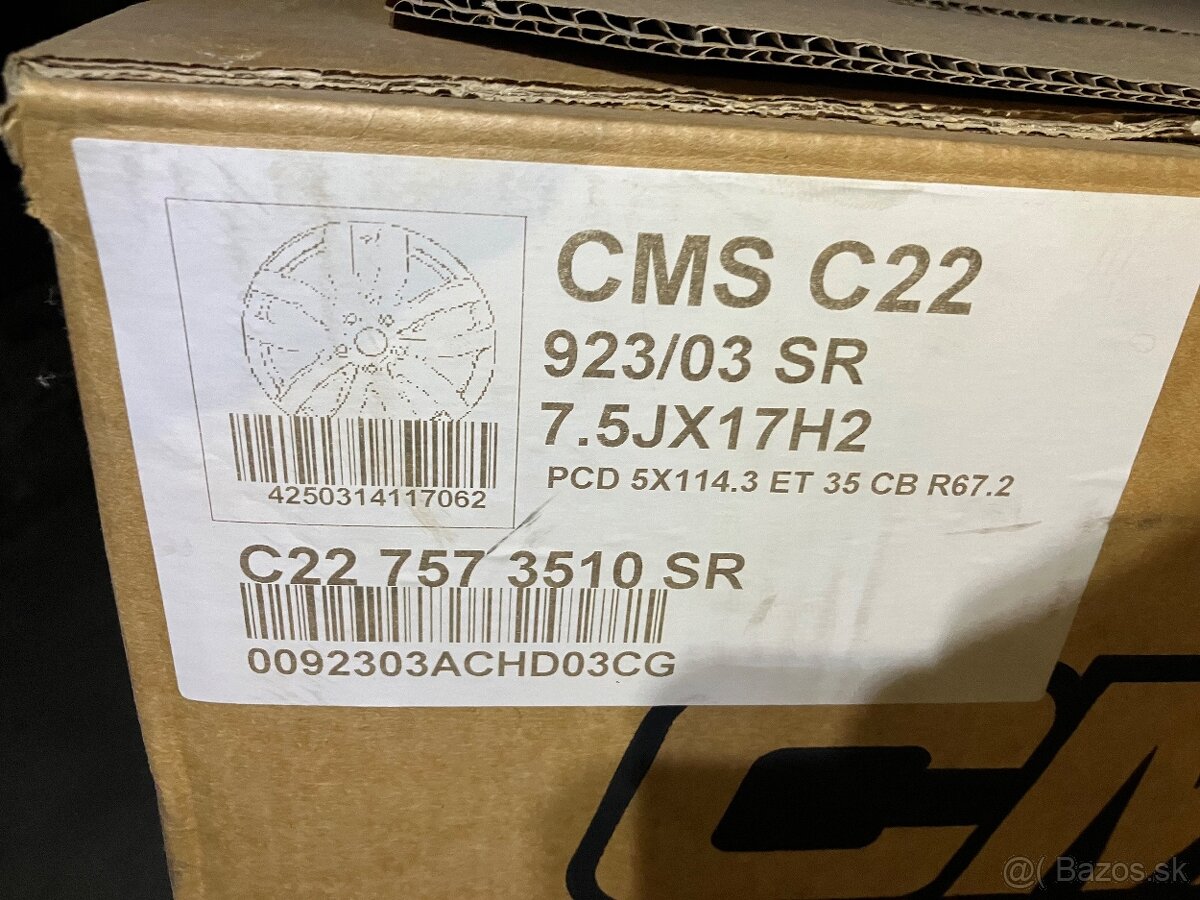 CMS C22
923/03 SR
7.5JX17H2
PCD 5X114.3 ET 35 CB R67.2
4250314117062
C22 757 3510 SR
0092303ACHD03CG
@( Bazos.sk